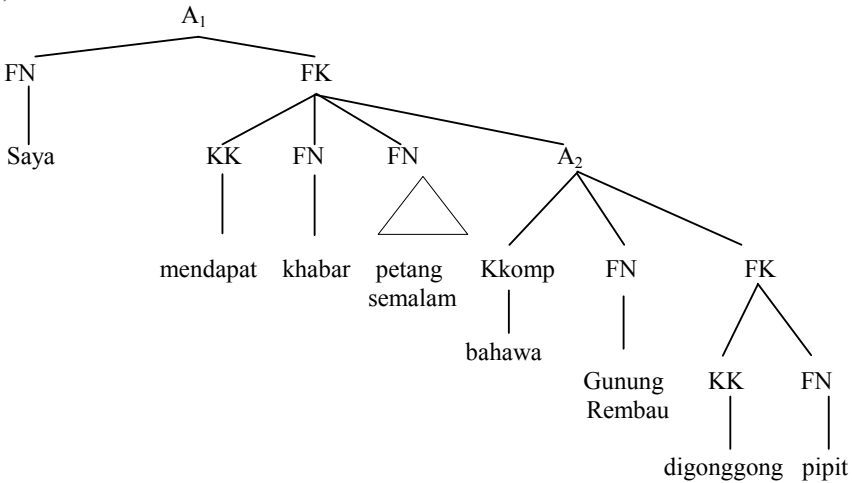 A₁
FN FK
Saya KK FN FN A₂
mendapat khabar petang semalam Kkomp FN FK
bahawa
Gunung Rembau KK FN
digonggong pipit